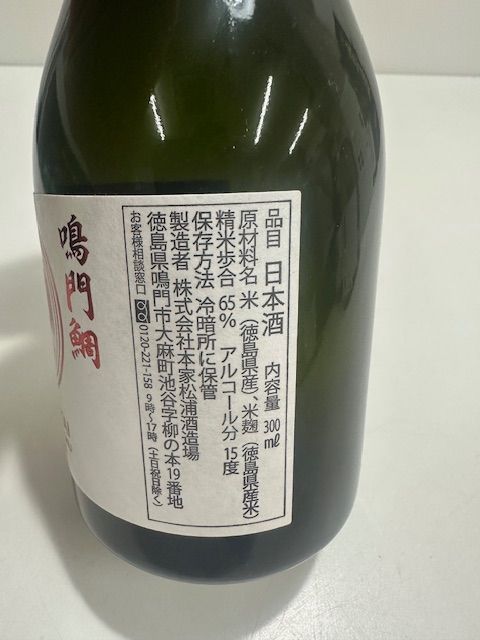 品目 日本酒 内容量 300ml
原材料名 米(徳島県産)、米麹(徳島県産米)
精米歩合 65% アルコール分 15度
保存方法 冷暗所に保管
製造者 株式会社本家松浦酒造場
徳島県鳴門市大麻町池谷字柳の本19番地
お客様相談窓口 0120-221-158 9時〜17時(土日祝日除く)
鳴門鯛